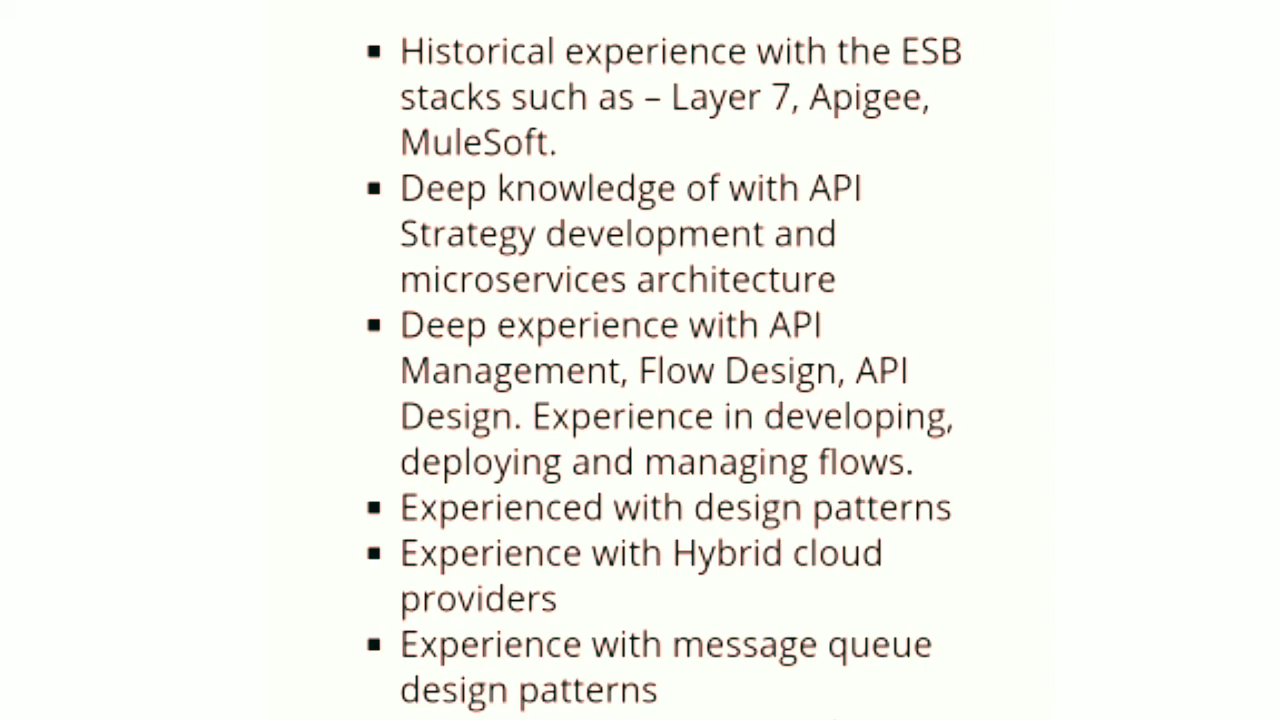 ▪ Historical experience with the ESB
stacks such as – Layer 7, Apigee,
MuleSoft.
▪ Deep knowledge of with API
Strategy development and
microservices architecture
▪ Deep experience with API
Management, Flow Design, API
Design. Experience in developing,
deploying and managing flows.
▪ Experienced with design patterns
▪ Experience with Hybrid cloud
providers
▪ Experience with message queue
design patterns